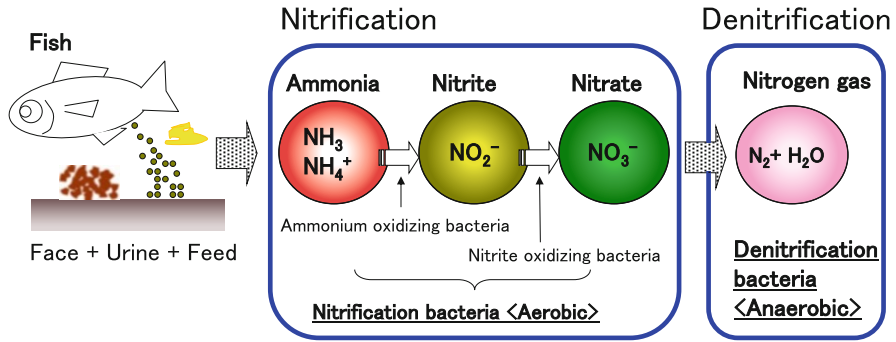 Nitrification
Denitrification
Fish
Ammonia
Nitrite
Nitrate
Nitrogen gas
NH₃
NH₄⁺
NO₂⁻
NO₃⁻
N₂+ H₂O
Ammonium oxidizing bacteria
Nitrite oxidizing bacteria
Face + Urine + Feed
Nitrification bacteria <Aerobic>
Denitrification
bacteria
<Anaerobic>